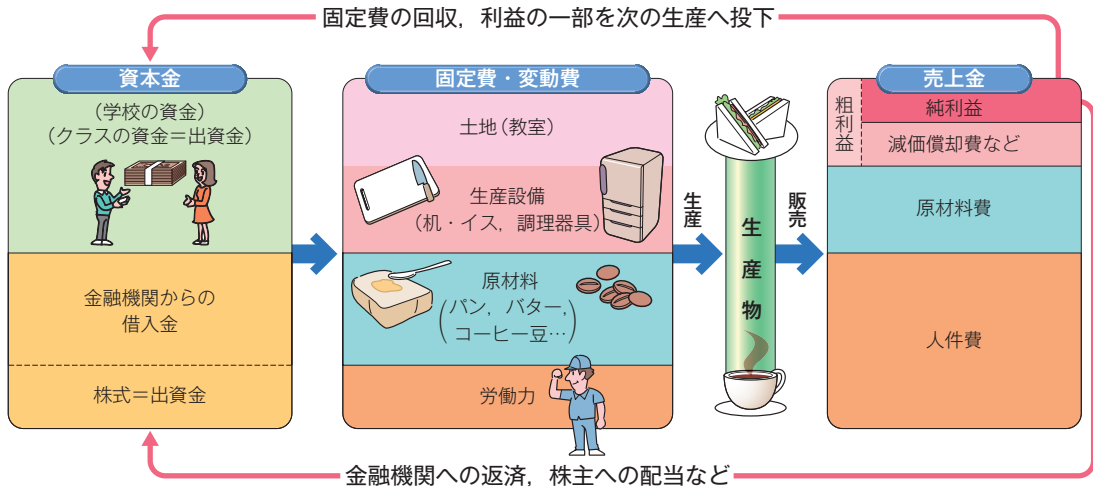 固定費の回収，利益の一部を次の生産へ投下
資本金
(学校の資金)
(クラスの資金＝出資金)
金融機関からの
借入金
株式＝出資金
固定費・変動費
土地(教室)
生産設備
(机・イス，調理器具)
原材料
(パン，バター，
コーヒー豆…)
労働力
生産
生産物
販売
売上金
粗利益
純利益
減価償却費など
原材料費
人件費
金融機関への返済，株主への配当など